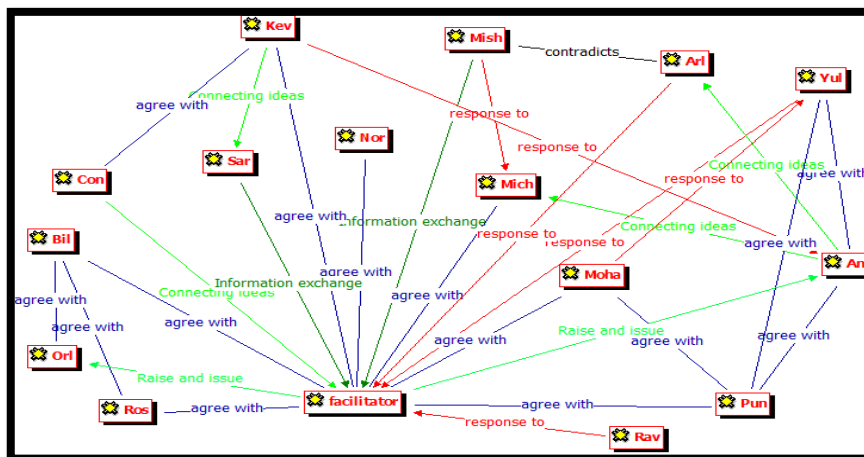 Kev
Mish
contradicts
Arl
Yul
Connecting ideas
agree with
response to
response to
Nor
Sar
Con
Mich
response to
Connecting ideas
agree with
Connecting ideas
agree with
Information exchange
response to
response to
agree with
Bil
An
agree with
Moha
Information exchange
Connecting ideas
agree with
agree with
agree with
agree with
Raise and issue
agree with
agree with
Orl
Raise and issue
facilitator
Pun
Ros
agree with
agree with
response to
Rav